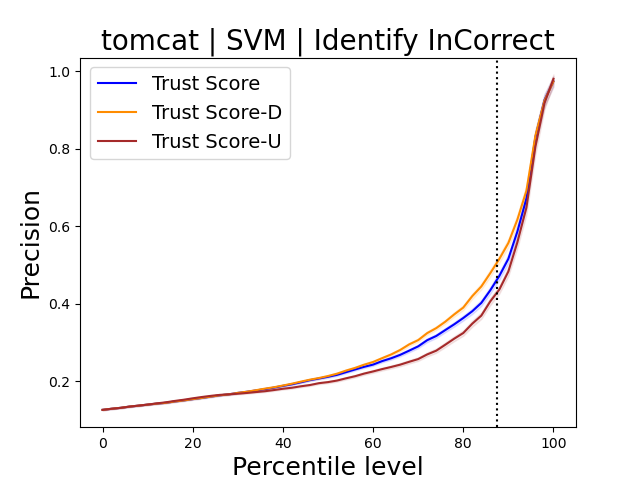 tomcat | SVM | Identify InCorrect
Trust Score
Trust Score-D
Trust Score-U
Precision
1.0
0.8
0.6
0.4
0.2
0 20 40 60 80 100
Percentile level